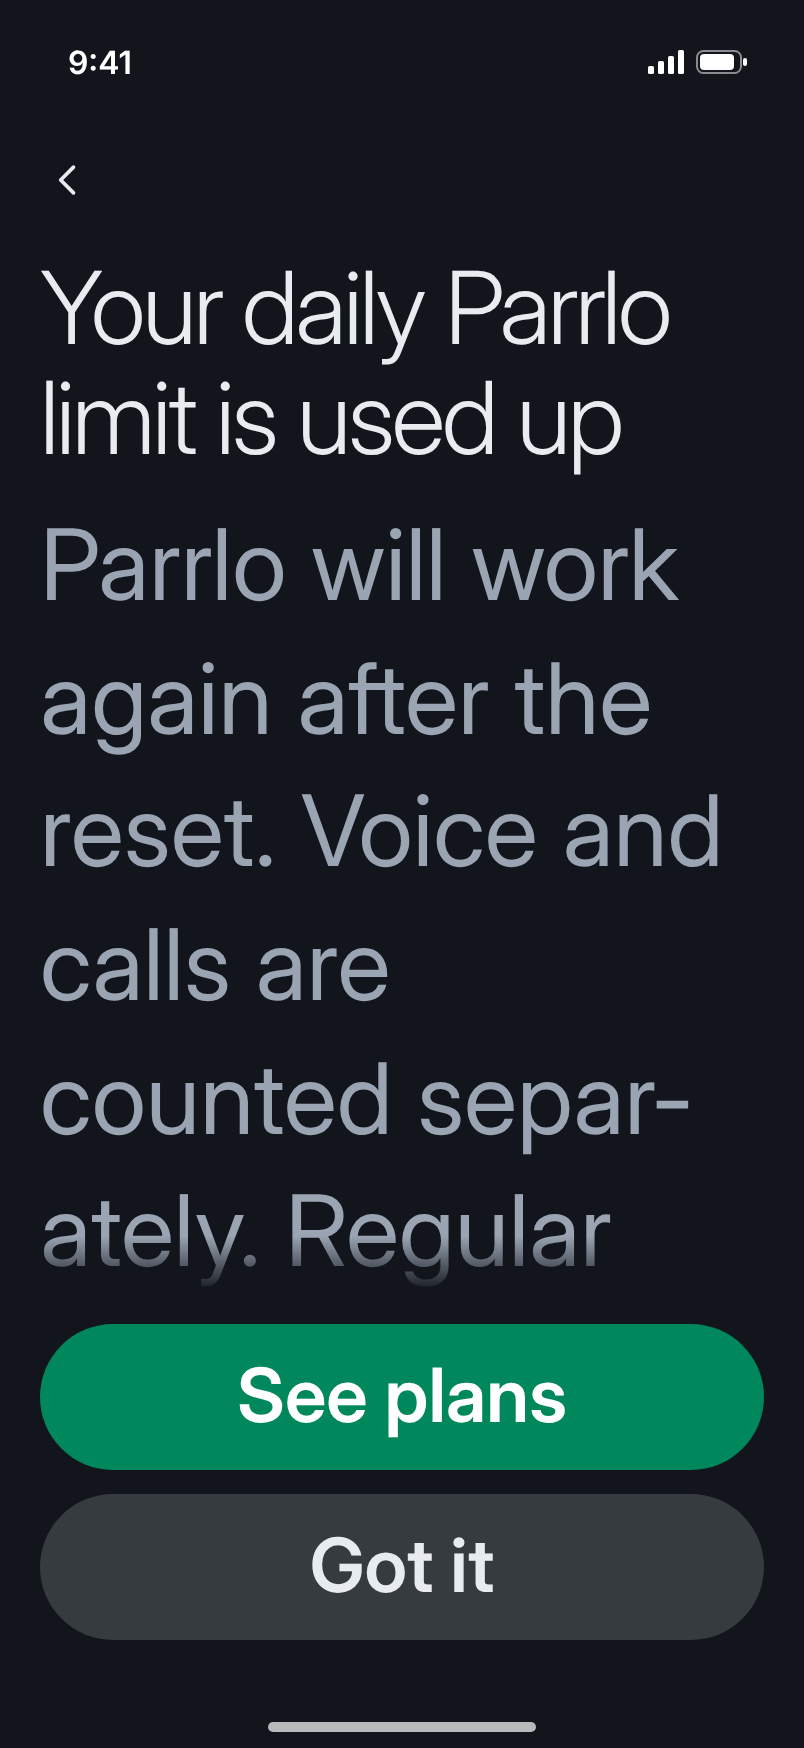 9:41
Your daily Parrlo
limit is used up
Parrlo will work
again after the
reset. Voice and
calls are
counted separ-
ately. Regular
See plans
Got it